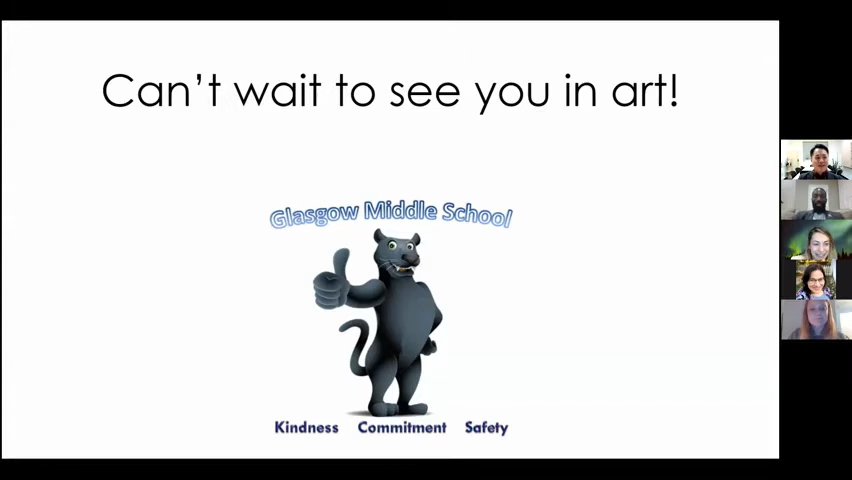 Can't wait to see you in art!
Glasgow Middle School
Kindness Commitment Safety